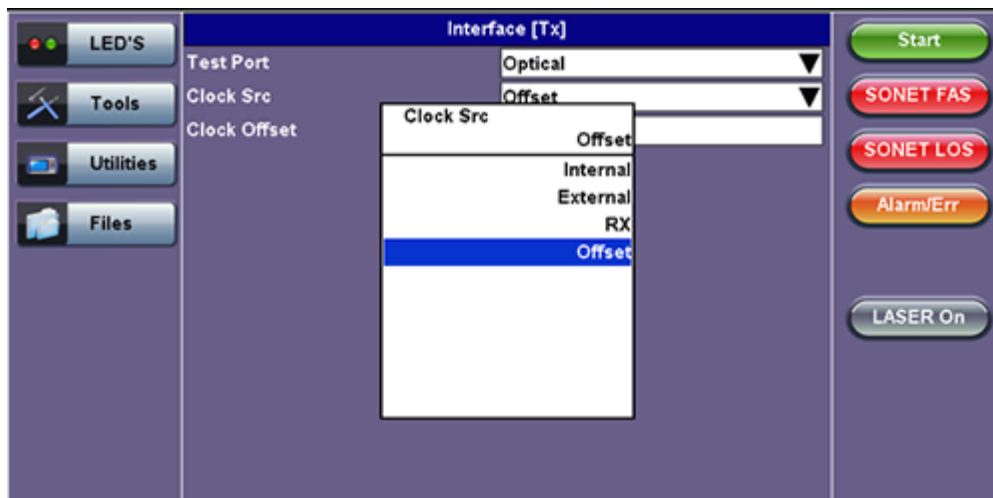 LED'S
Tools
Utilities
Files
Interface [Tx]
Test Port
Optical
Clock Src
Offset
Clock Offset
Clock Src
Offset
Internal
External
RX
Offset
Start
SONET FAS
SONET LOS
Alarm/Err
LASER On